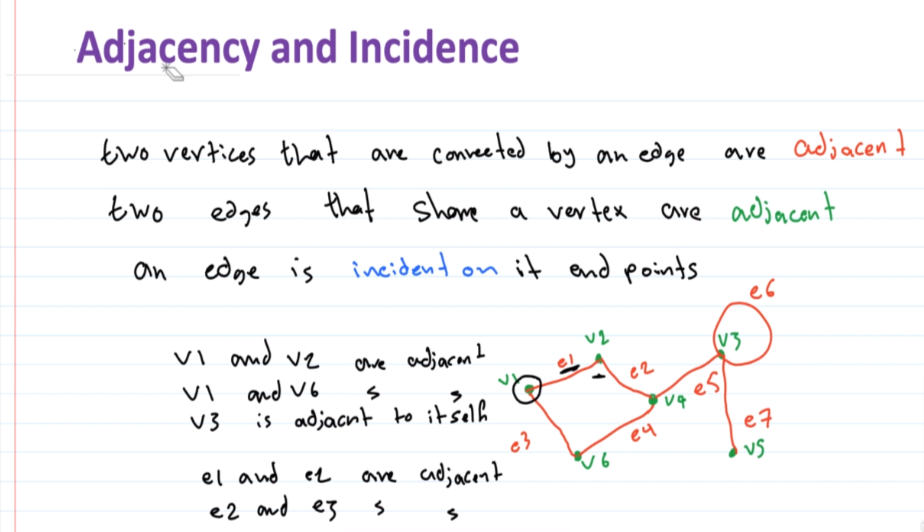 Adjacency and Incidence
two vertices that are connected by an edge are adjacent
two edges that share a vertex are adjacent
an edge is incident on it end points
v1 and v2 are adjacent
v1 and v6 s s
v3 is adjacnt to itself
e1 and e2 are adjacent
e2 and e3 s s
e6
v3
v2
e1
e2
v1
e5
v4
e3
e4
e7
v6
v5